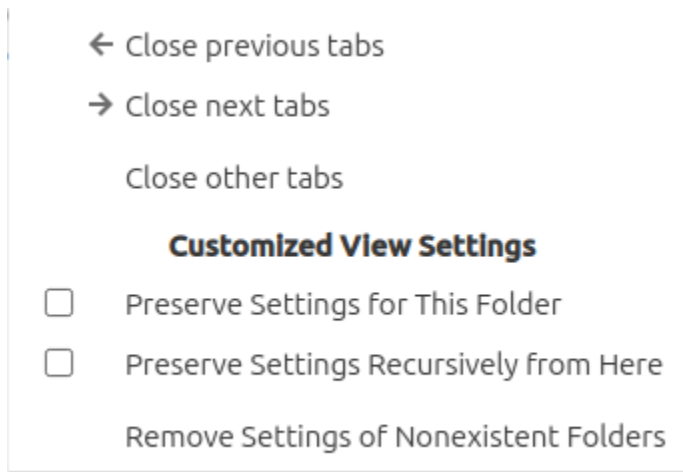 Close previous tabs
Close next tabs
Close other tabs
Customized View Settings
Preserve Settings for This Folder
Preserve Settings Recursively from Here
Remove Settings of Nonexistent Folders